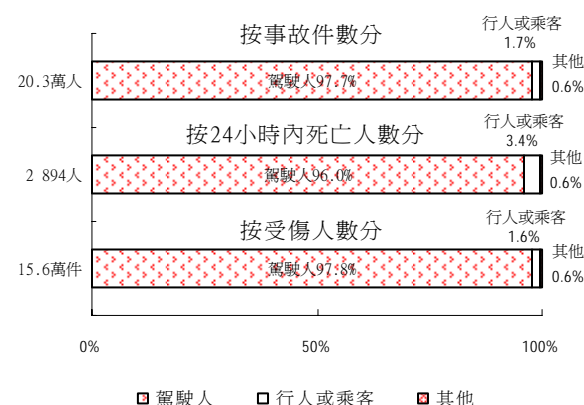 按事故件數分
行人或乘客
1.7%
其他
20.3萬人
駕駛人97.7%
0.6%
按24小時內死亡人數分
行人或乘客
3.4%
其他
2 894人
駕駛人96.0%
0.6%
按受傷人數分
行人或乘客
1.6%
其他
15.6萬件
駕駛人97.8%
0.6%
0%
50%
100%
駕駛人
行人或乘客
其他